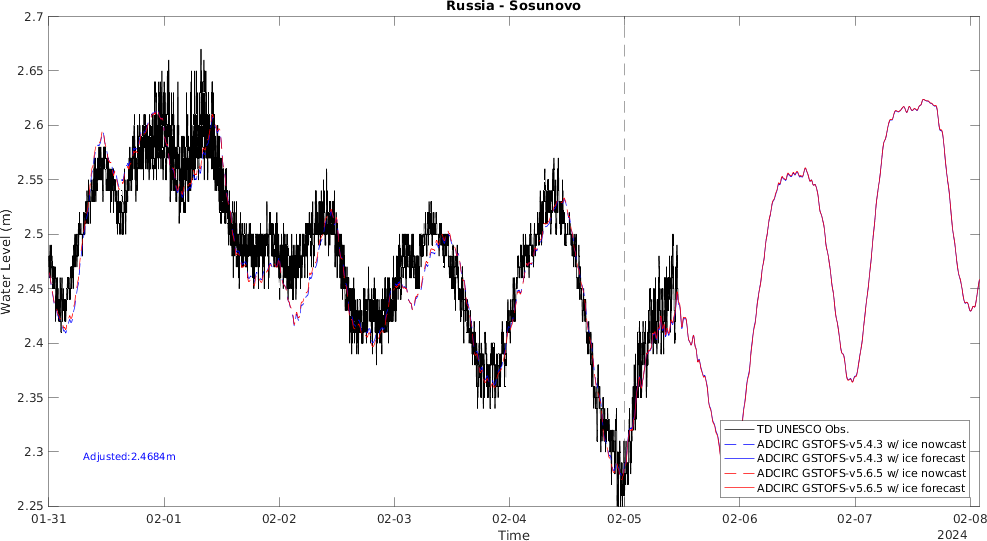 Russia - Sosunovo
2.7
2.65
2.6
2.55
2.5
2.45
2.4
2.35
2.3
2.25
Water Level (m)
Adjusted:2.4684m
TD UNESCO Obs.
ADCIRC GSTOFS-v5.4.3 w/ ice nowcast
ADCIRC GSTOFS-v5.4.3 w/ ice forecast
ADCIRC GSTOFS-v5.6.5 w/ ice nowcast
ADCIRC GSTOFS-v5.6.5 w/ ice forecast
01-31 02-01 02-02 02-03 02-04 02-05 02-06 02-07 02-08
Time
2024